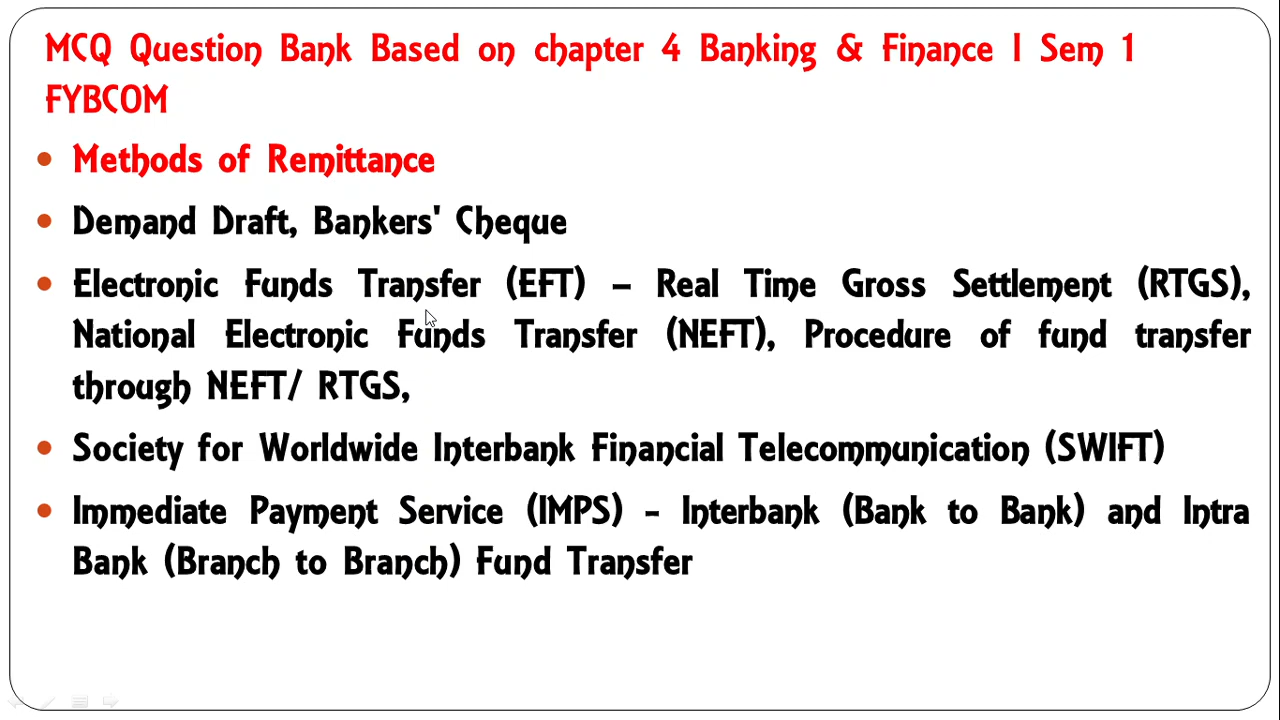 MCQ Question Bank Based on chapter 4 Banking & Finance I Sem 1
FYBCOM
• Methods of Remittance
• Demand Draft, Bankers' Cheque
• Electronic Funds Transfer (EFT) – Real Time Gross Settlement (RTGS),
National Electronic Funds Transfer (NEFT), Procedure of fund transfer
through NEFT/ RTGS,
• Society for Worldwide Interbank Financial Telecommunication (SWIFT)
• Immediate Payment Service (IMPS) - Interbank (Bank to Bank) and Intra
Bank (Branch to Branch) Fund Transfer